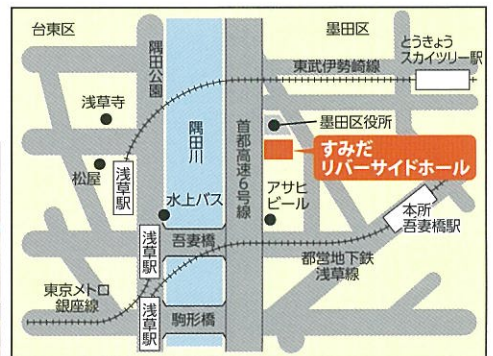 台東区
墨田区
隅田公園
とうきょう
スカイツリー駅
東武伊勢崎線
浅草寺
隅田川
首都高速6号線
墨田区役所
すみだ
リバーサイドホール
松屋
浅草駅
水上バス
アサヒ
ビール
本所
吾妻橋駅
浅草駅
吾妻橋
都営地下鉄
浅草線
東京メトロ
銀座線
浅草駅
駒形橋